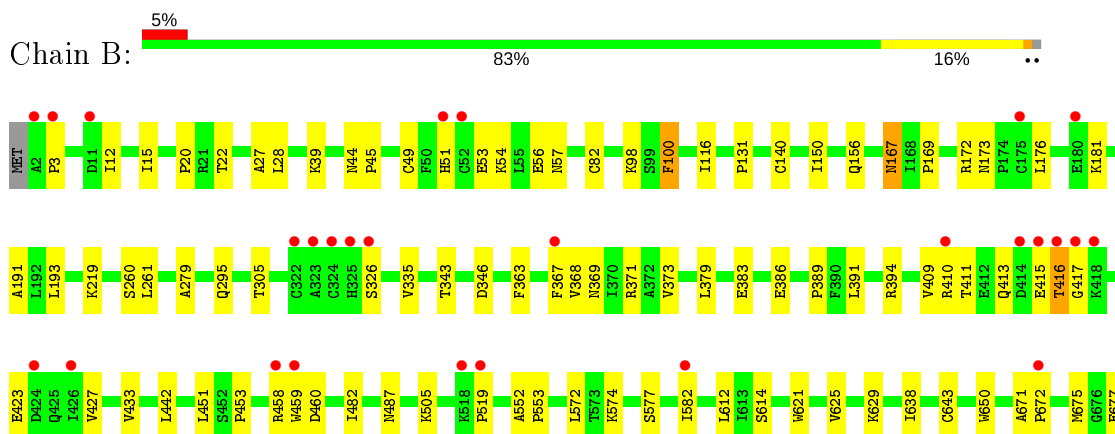 5%
Chain B:
83% 16% ••
MET A2 P3 D11 I12 I15 P20 R21 T22 A27 L28 K39 N44 P45 C49 F50 H51 C52 E53 K54 L55 E56 N57 C82 K98 S99 F100 I116 P131 C140 I150 Q156 N167 I168 P169 R172 N173 P174 C175 L176 E180 K181
A191 L192 L193 K219 S260 L261 A279 Q295 T305 C322 A323 C324 H325 S326 V335 T343 D346 F363 F367 V368 N369 I370 R371 A372 V373 L379 E383 E386 P389 F390 L391 R394 V409 R410 T411 E412 Q413 D414 E415 T416 G417 K418
E423 D424 Q425 I426 V427 V433 L442 L451 S452 P453 R458 W459 D460 I482 N487 K505 K518 P519 A552 P553 L572 T573 K574 S577 I582 L612 I613 S614 W621 V625 K629 I638 C643 W650 A671 P672 M675 G676